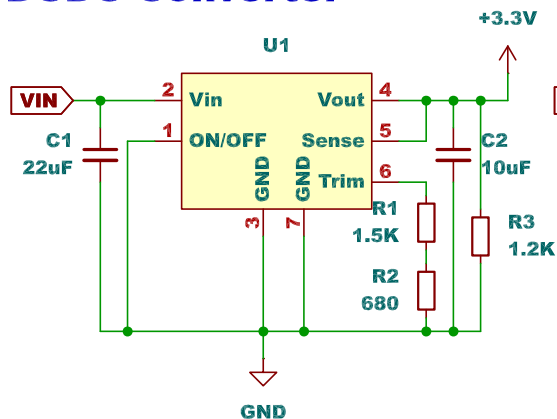 +3.3V
U1
VIN
2
Vin
Vout
4
1
ON/OFF
Sense
5
C1
22uF
C2
10uF
GND
GND
Trim
6
3
7
R1
1.5K
R3
1.2K
R2
680
GND